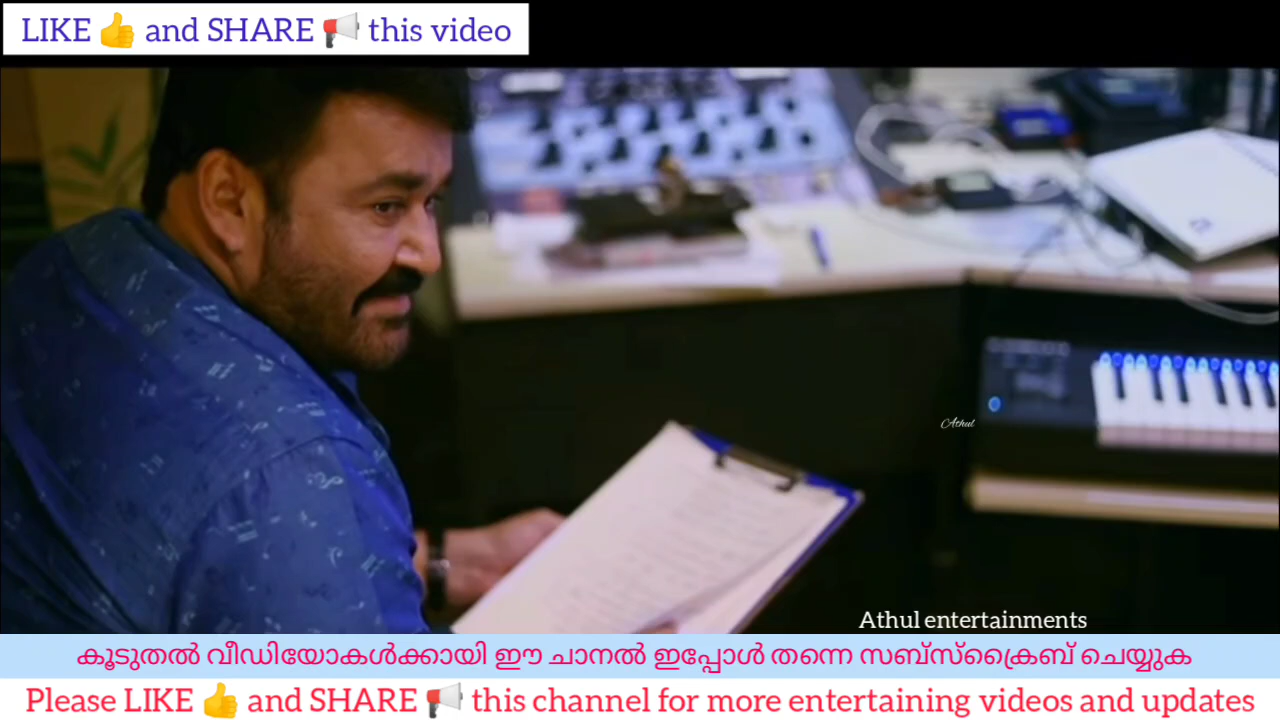 LIKE 👍 and SHARE 📢 this video
Athul
Athul entertainments
കൂടുതൽ വീഡിയോകൾക്കായി ഈ ചാനൽ ഇപ്പോൾ തന്നെ സബ്സ്ക്രൈബ് ചെയ്യുക
Please LIKE 👍 and SHARE 📢 this channel for more entertaining videos and updates